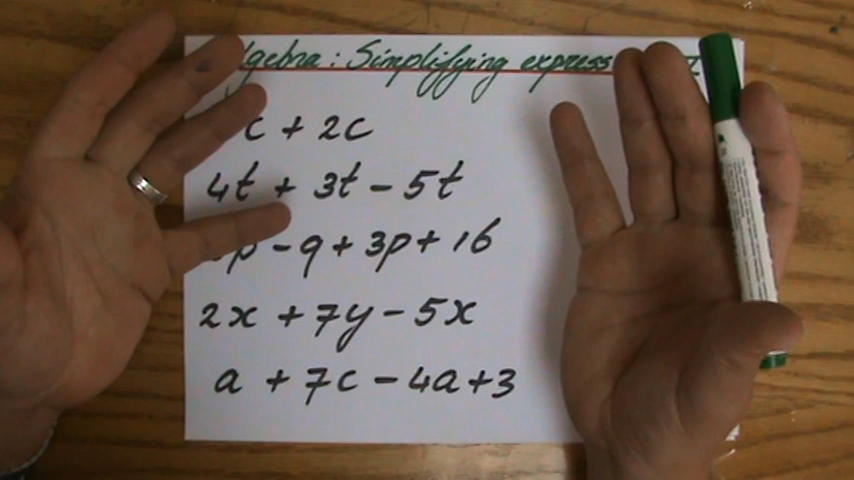 lgebra : Simplifying express
c + 2c
4t + 3t - 5t
p - 9 + 3p + 16
2x + 7y - 5x
a + 7c - 4a + 3